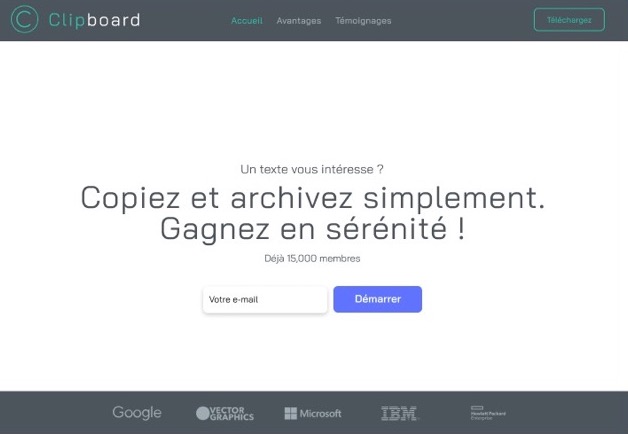 C Clipboard
Accueil Avantages Témoignages
Téléchargez
Un texte vous intéresse ?
Copiez et archivez simplement.
Gagnez en sérénité !
Déjà 15,000 membres
Votre e-mail
Démarrer
Google
VECTOR
GRAPHICS
Microsoft
IBM
Hewlett Packard
Enterprise